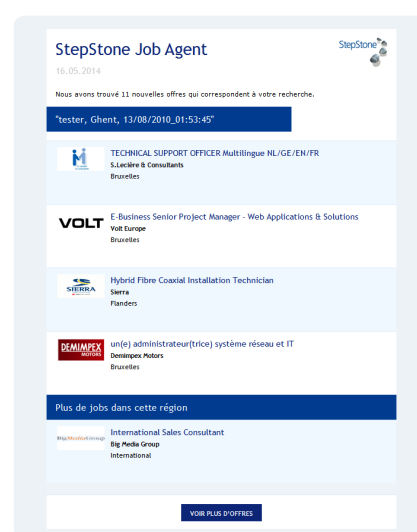 StepStone Job Agent
StepStone
16.05.2014
Nous avons trouvé 11 nouvelles offres qui correspondent à votre recherche.
"tester, Ghent, 13/08/2010_01:53:45"
TECHNICAL SUPPORT OFFICER Multilingue NL/GE/EN/FR
S.Leclère & Consultants
Bruxelles
VOLT
E-Business Senior Project Manager - Web Applications & Solutions
Volt Europe
Bruxelles
SIERRA
Hybrid Fibre Coaxial Installation Technician
Sierra
Flanders
DEMIMPEX
MOTORS
un(e) administrateur(trice) système réseau et IT
Demimpex Motors
Bruxelles
Plus de jobs dans cette région
BigMediaGroup
International Sales Consultant
Big Media Group
International
VOIR PLUS D'OFFRES